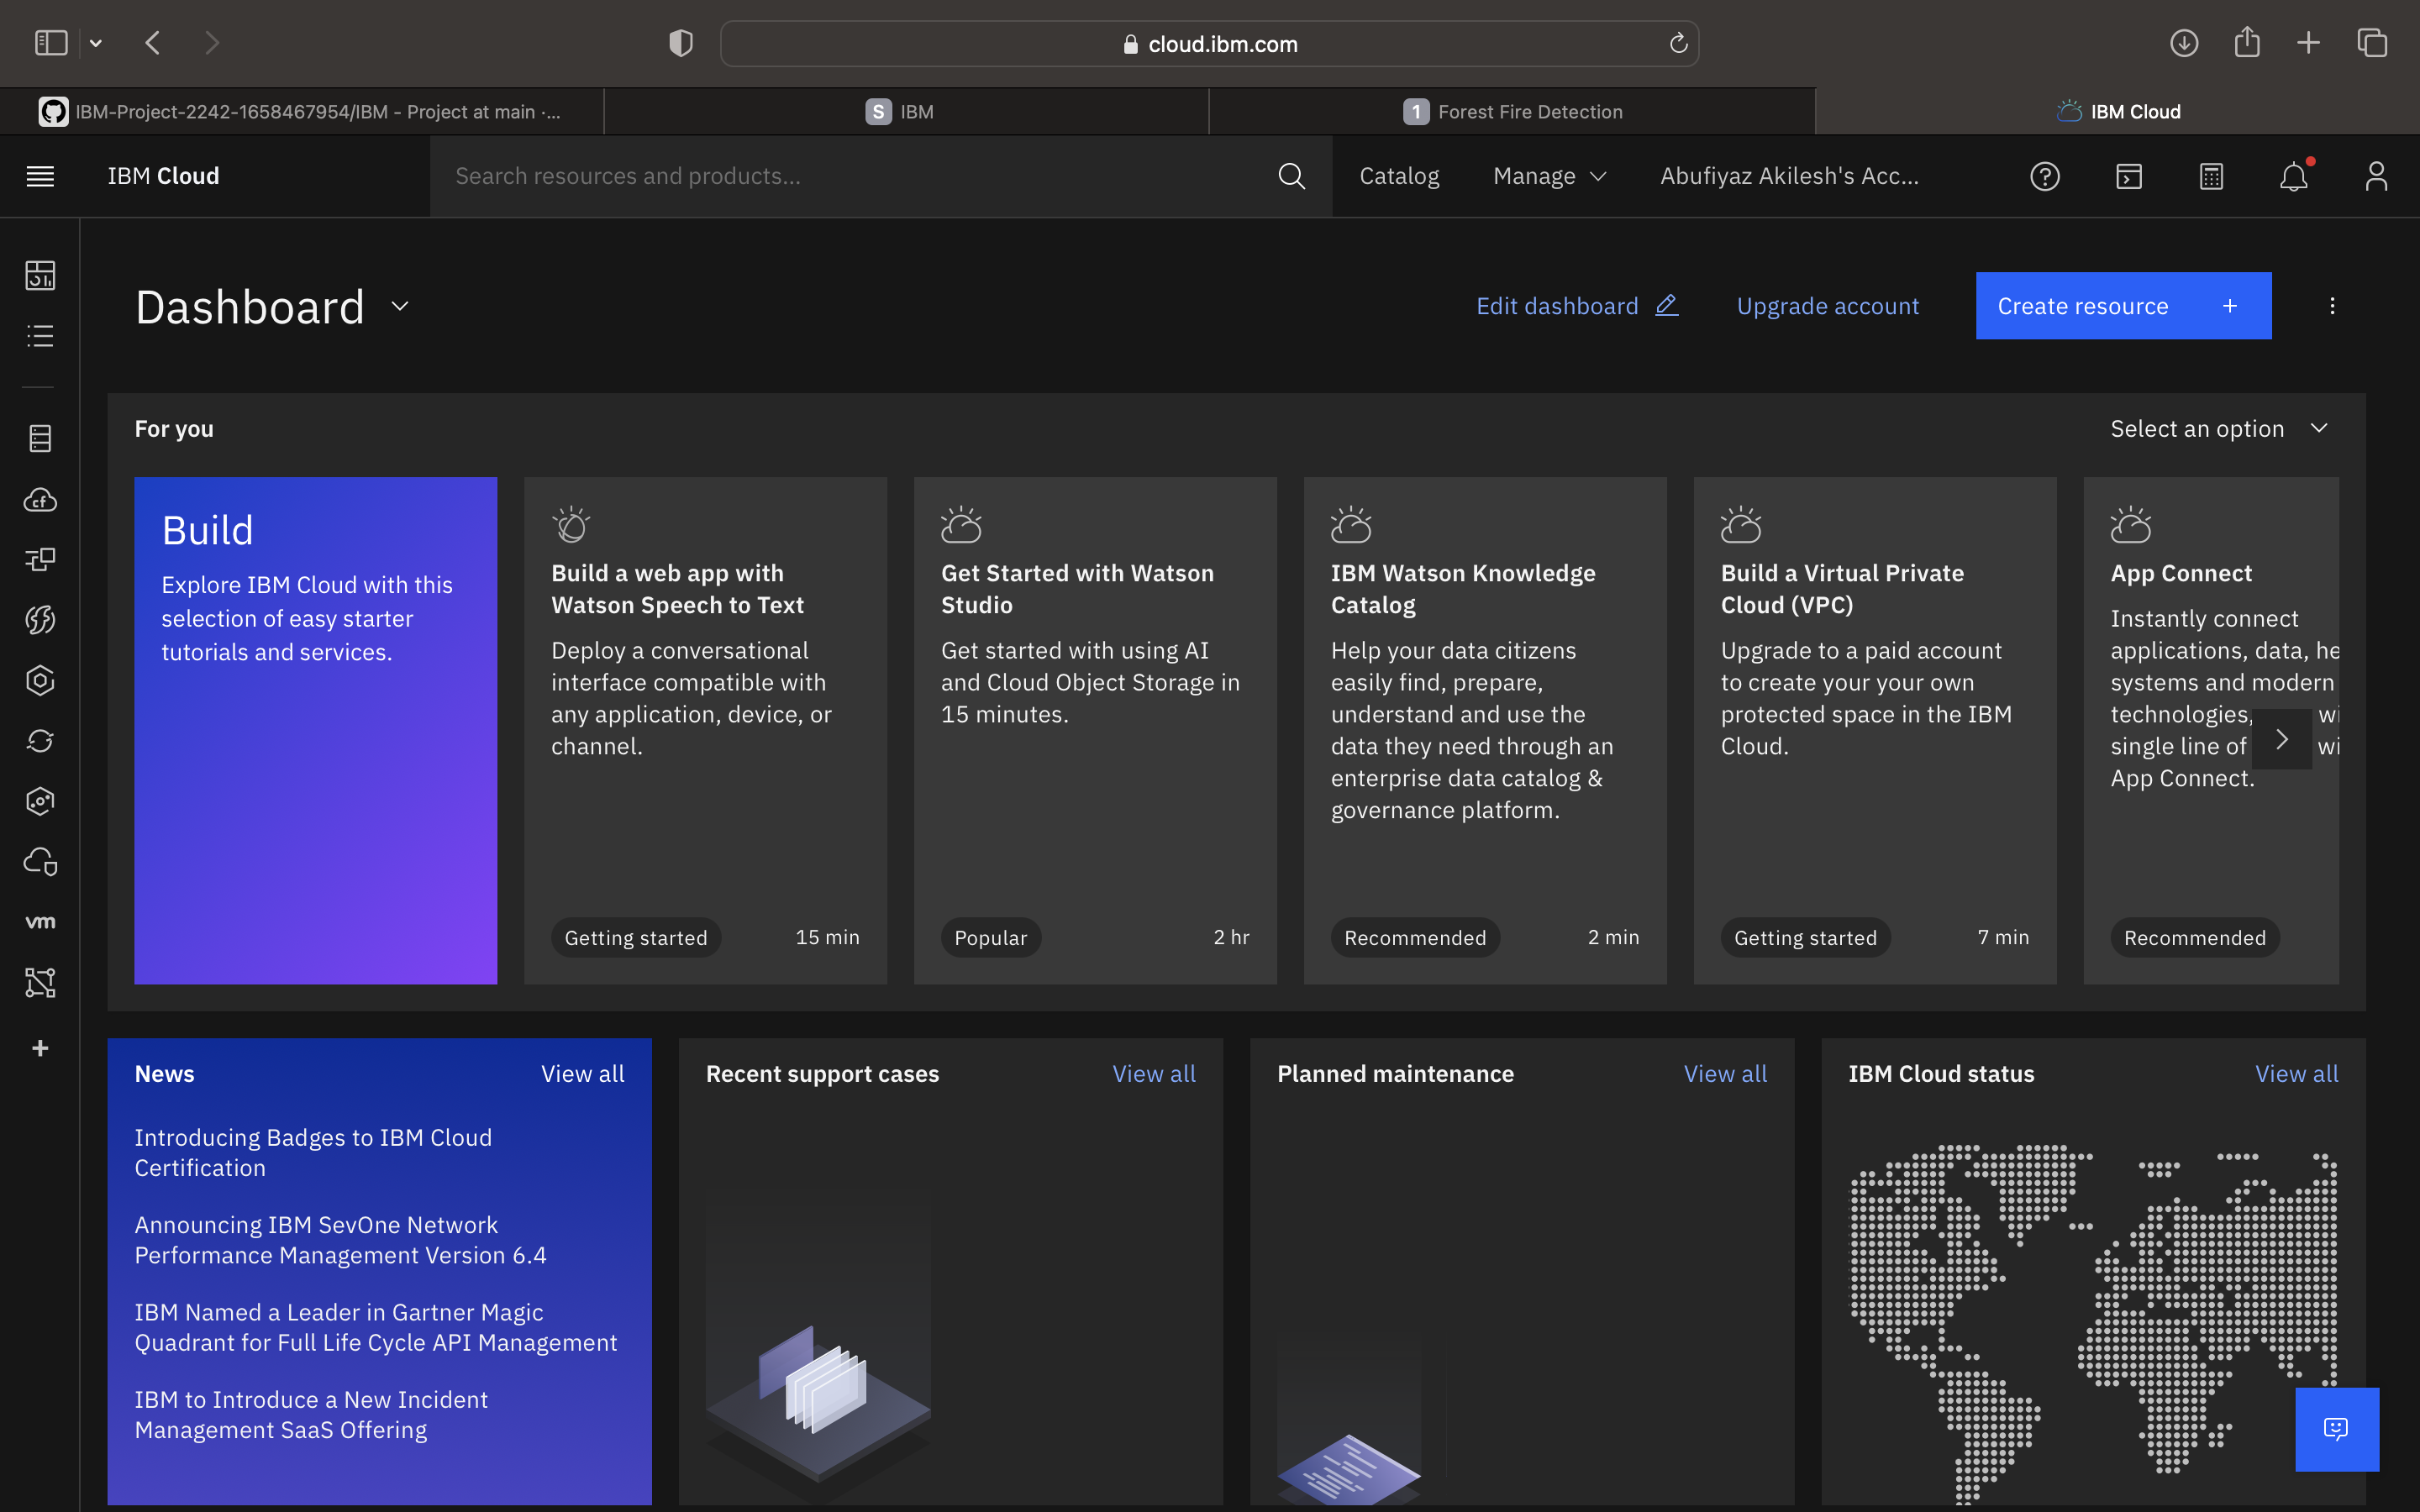 cloud.ibm.com
IBM-Project-2242-1658467954/IBM - Project at main ·...
S IBM
1 Forest Fire Detection
IBM Cloud
IBM Cloud
Search resources and products...
Catalog
Manage
Abufiyaz Akilesh's Acc...
Dashboard
Edit dashboard
Upgrade account
Create resource +
For you
Select an option
Build
Explore IBM Cloud with this
selection of easy starter
tutorials and services.
Build a web app with
Watson Speech to Text
Deploy a conversational
interface compatible with
any application, device, or
channel.
Getting started
15 min
Get Started with Watson
Studio
Get started with using AI
and Cloud Object Storage in
15 minutes.
Popular
2 hr
IBM Watson Knowledge
Catalog
Help your data citizens
easily find, prepare,
understand and use the
data they need through an
enterprise data catalog &
governance platform.
Recommended
2 min
Build a Virtual Private
Cloud (VPC)
Upgrade to a paid account
to create your your own
protected space in the IBM
Cloud.
Getting started
7 min
App Connect
Instantly connect
applications, data, he
systems and modern
technologies, wi
single line of wi
App Connect.
Recommended
cf
vm
News
View all
Introducing Badges to IBM Cloud
Certification
Announcing IBM SevOne Network
Performance Management Version 6.4
IBM Named a Leader in Gartner Magic
Quadrant for Full Life Cycle API Management
IBM to Introduce a New Incident
Management SaaS Offering
Recent support cases
View all
Planned maintenance
View all
IBM Cloud status
View all